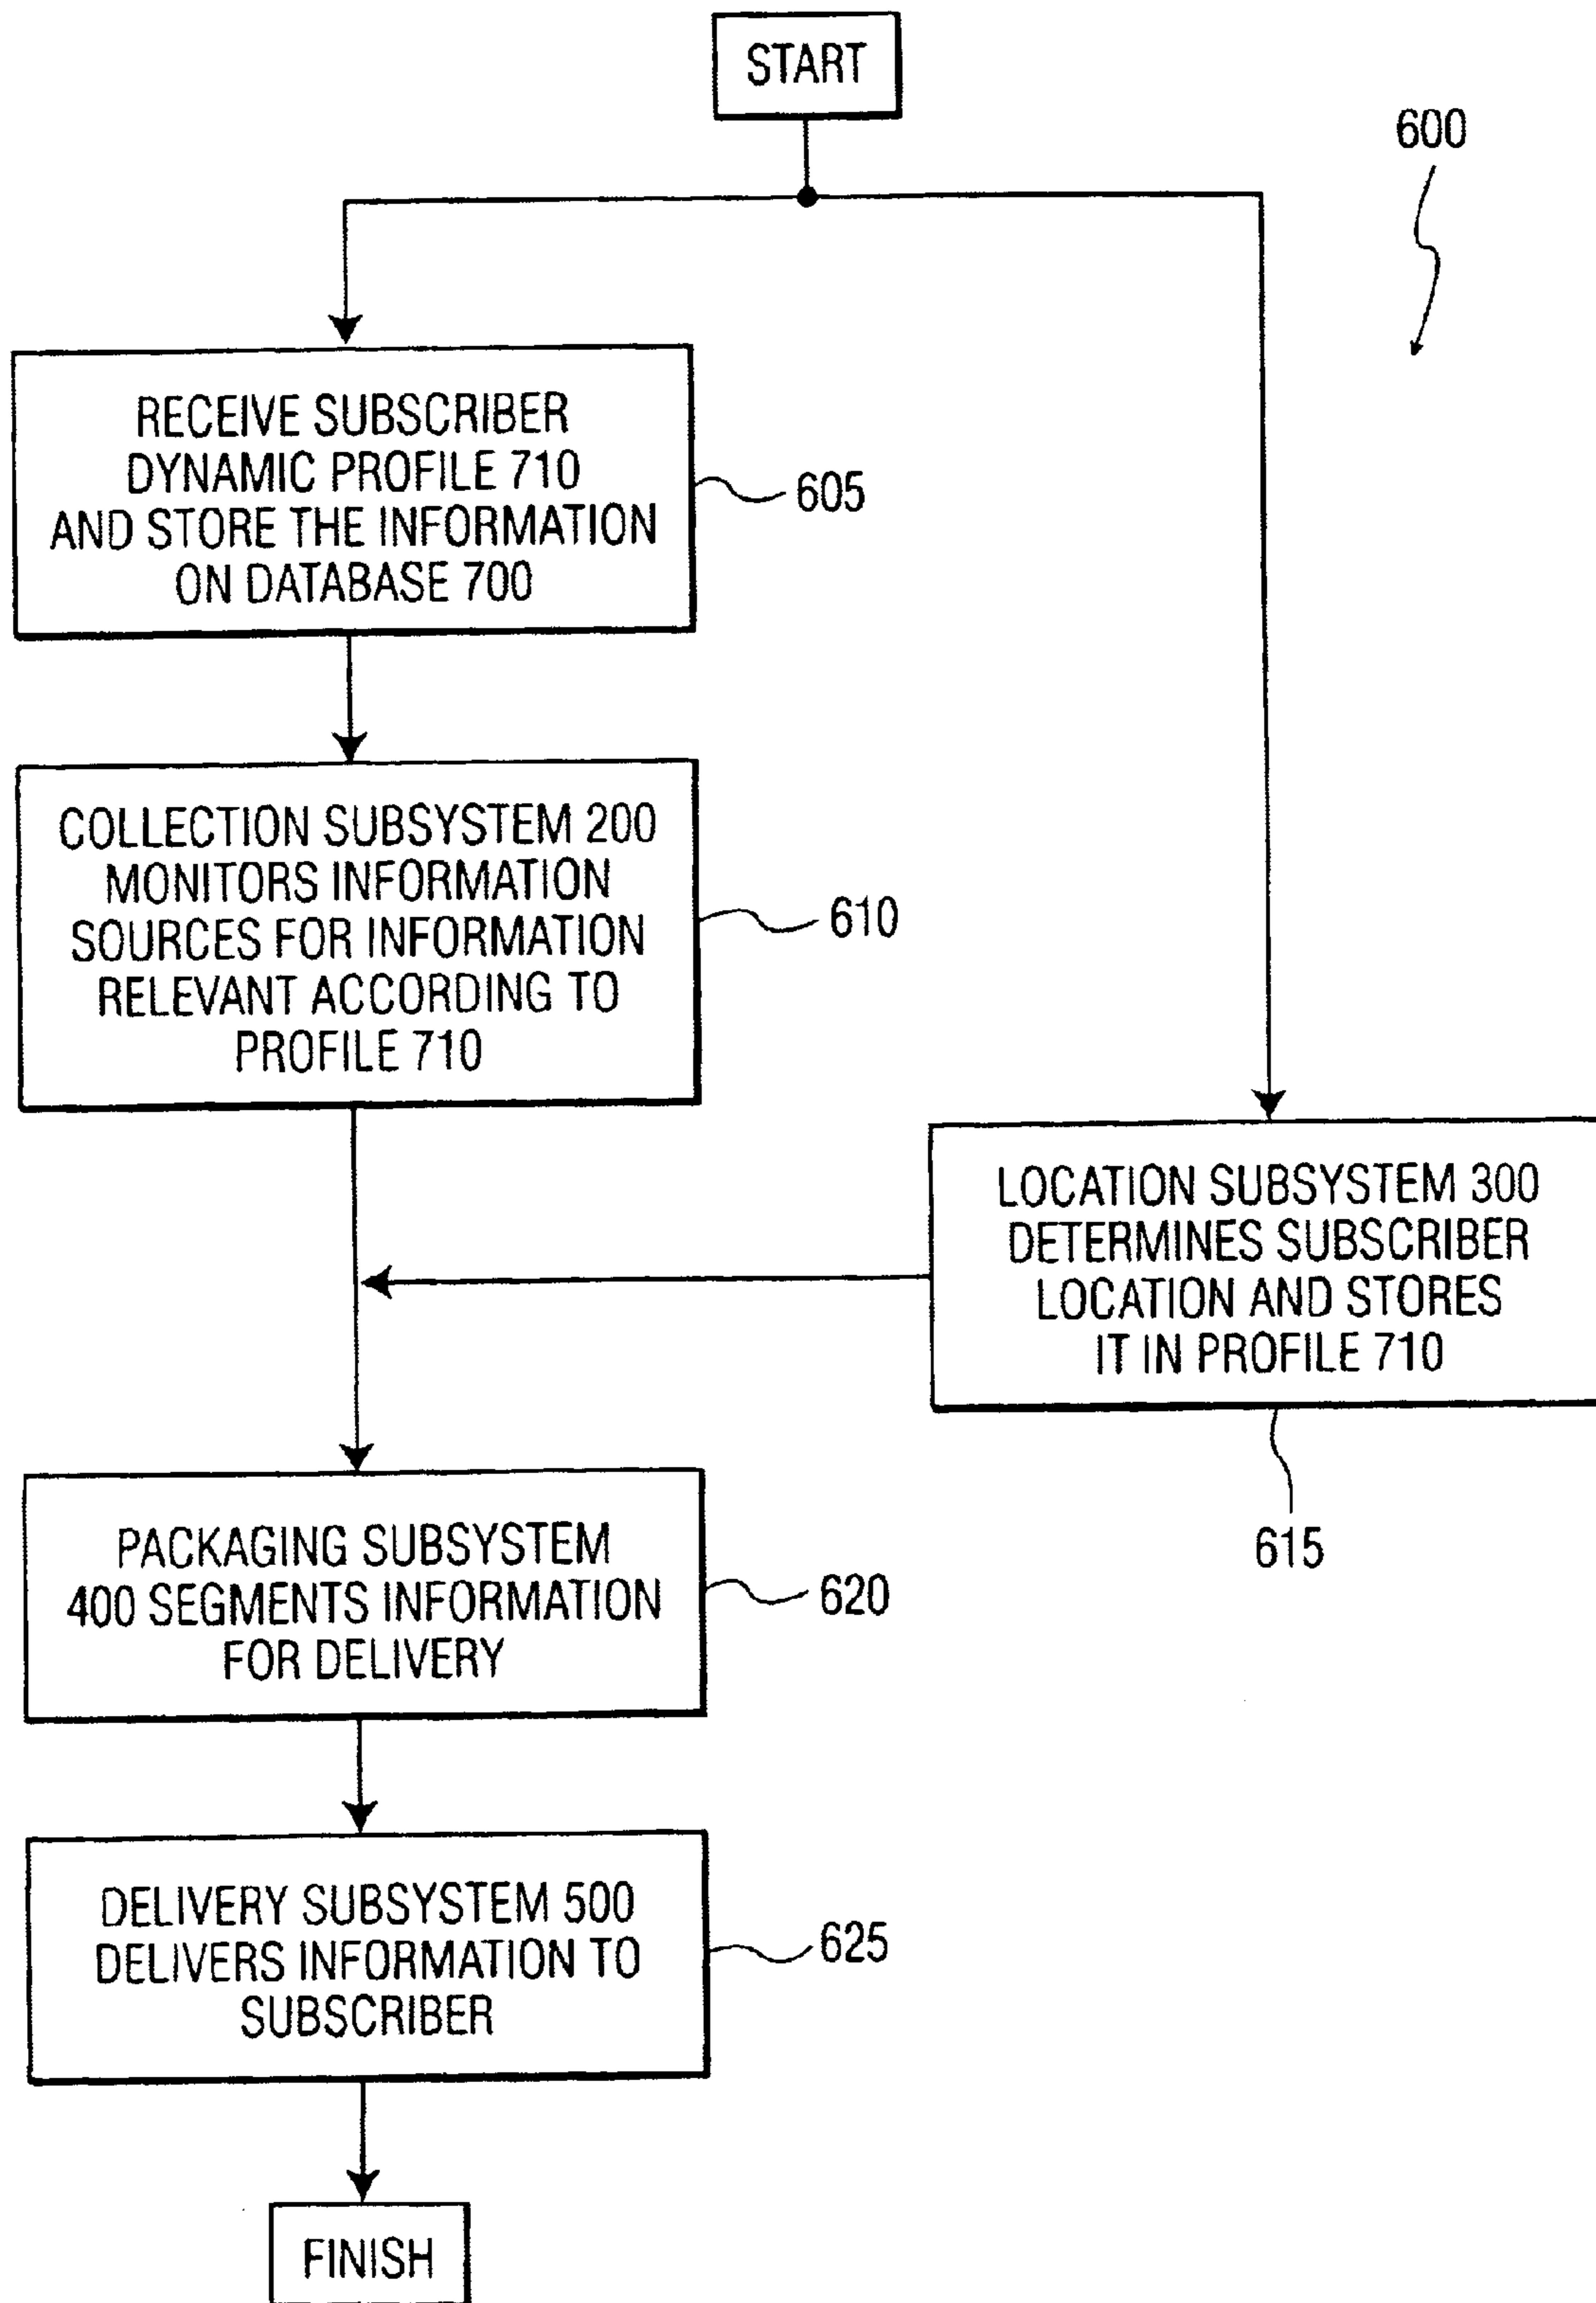 START
600
RECEIVE SUBSCRIBER
DYNAMIC PROFILE 710
AND STORE THE INFORMATION
ON DATABASE 700
605
COLLECTION SUBSYSTEM 200
MONITORS INFORMATION
SOURCES FOR INFORMATION
RELEVANT ACCORDING TO
PROFILE 710
610
LOCATION SUBSYSTEM 300
DETERMINES SUBSCRIBER
LOCATION AND STORES
IT IN PROFILE 710
615
PACKAGING SUBSYSTEM
400 SEGMENTS INFORMATION
FOR DELIVERY
620
DELIVERY SUBSYSTEM 500
DELIVERS INFORMATION TO
SUBSCRIBER
625
FINISH